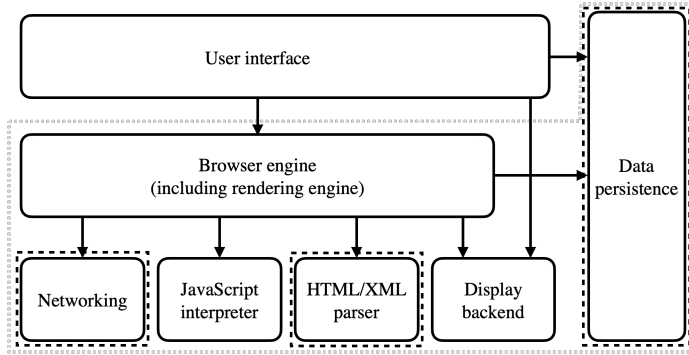 User interface
Browser engine
(including rendering engine)
Data
persistence
Networking
JavaScript
interpreter
HTML/XML
parser
Display
backend